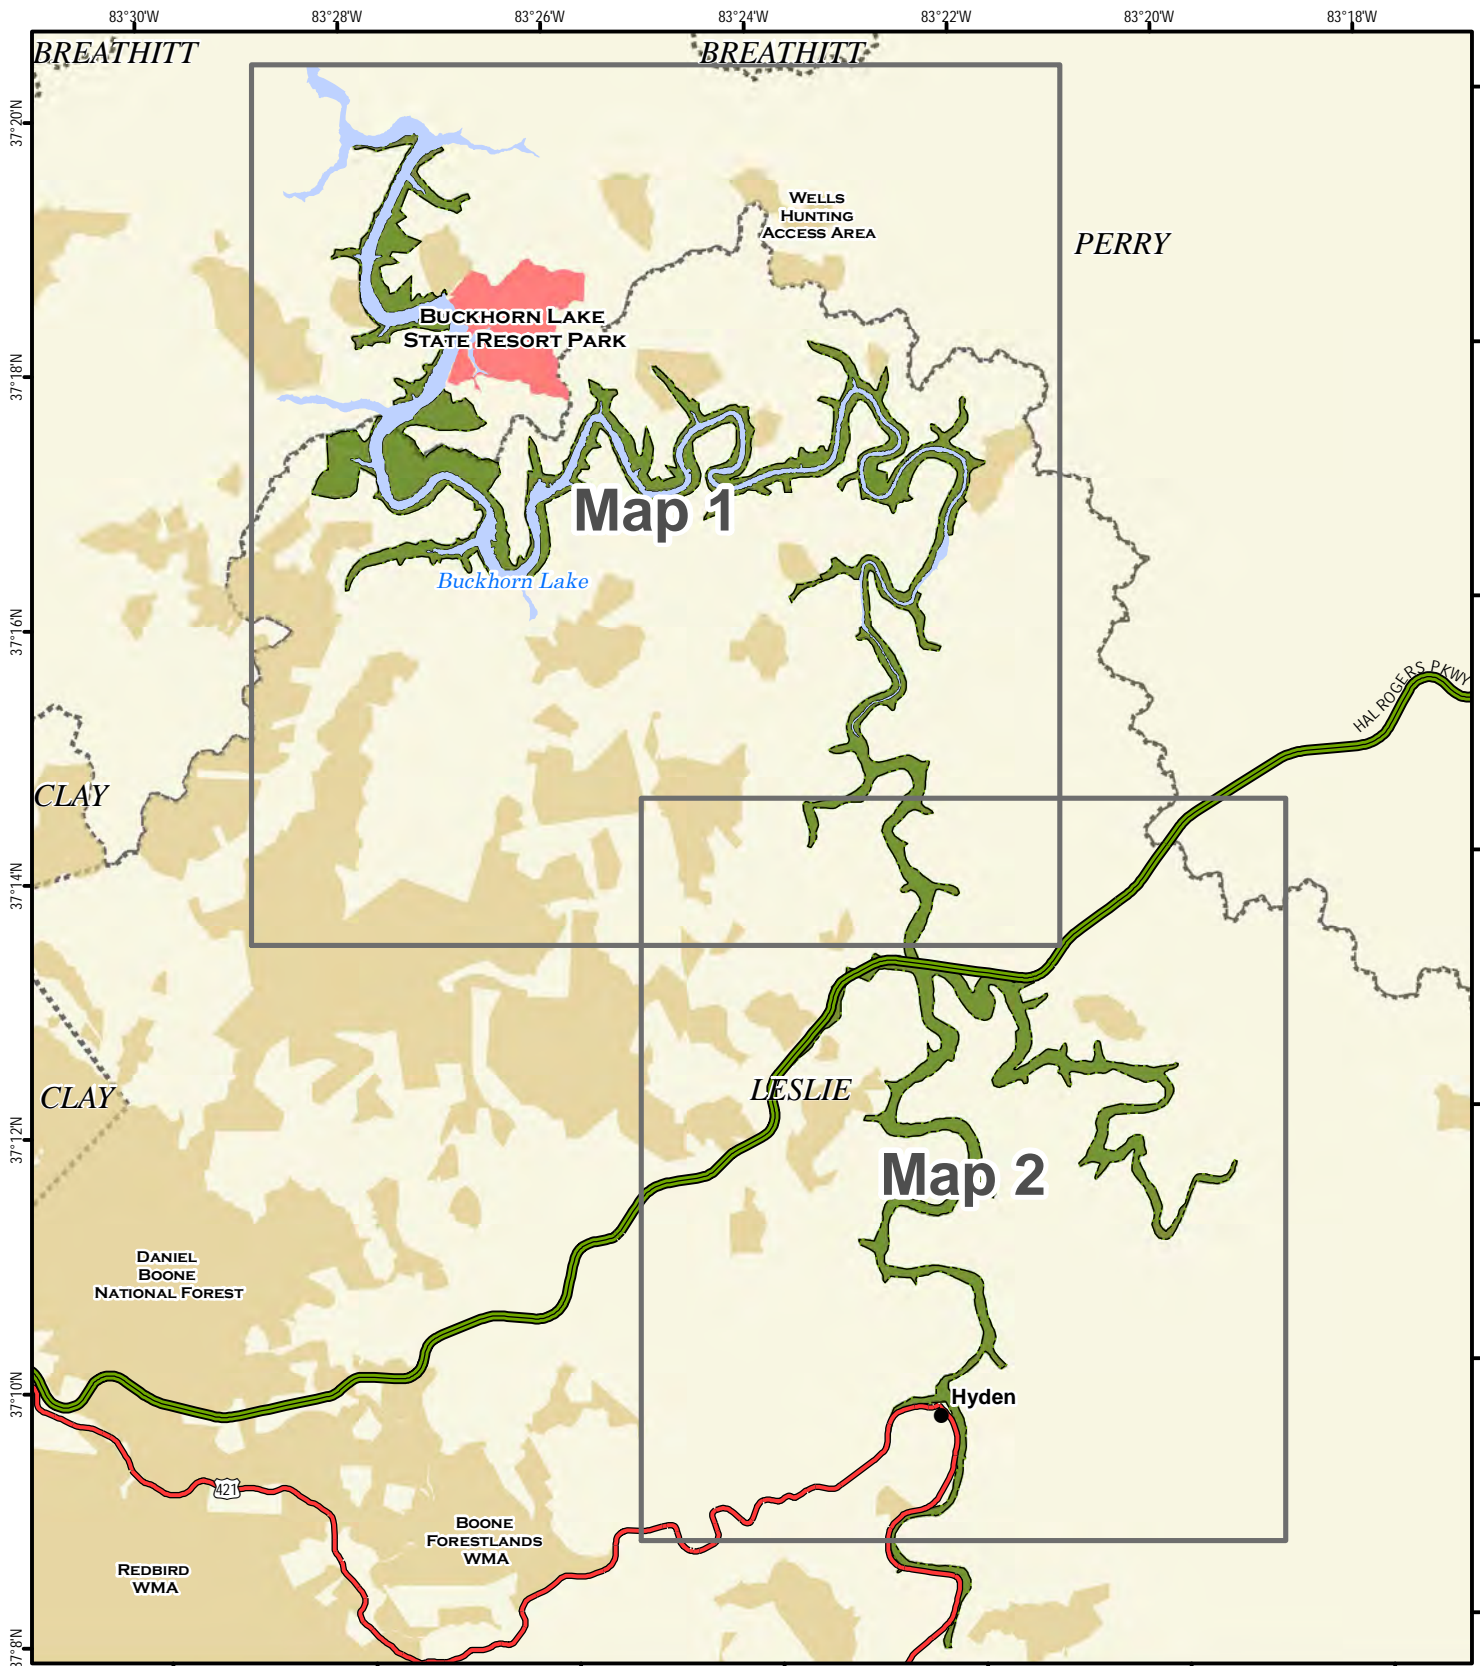 83°30'W 83°28'W 83°26'W 83°24'W 83°22'W 83°20'W 83°18'W
BREATHITT BREATHITT
37°20'N
WELLS
HUNTING
ACCESS AREA
PERRY
BUCKHORN LAKE
STATE RESORT PARK
37°18'N
Map 1
Buckhorn Lake
37°16'N
HAL ROGERS PKWY
CLAY
37°14'N
LESLIE
CLAY
37°12'N
Map 2
DANIEL
BOONE
NATIONAL FOREST
37°10'N
Hyden
421
BOONE
FORESTLANDS
WMA
REDBIRD
WMA
37°8'N